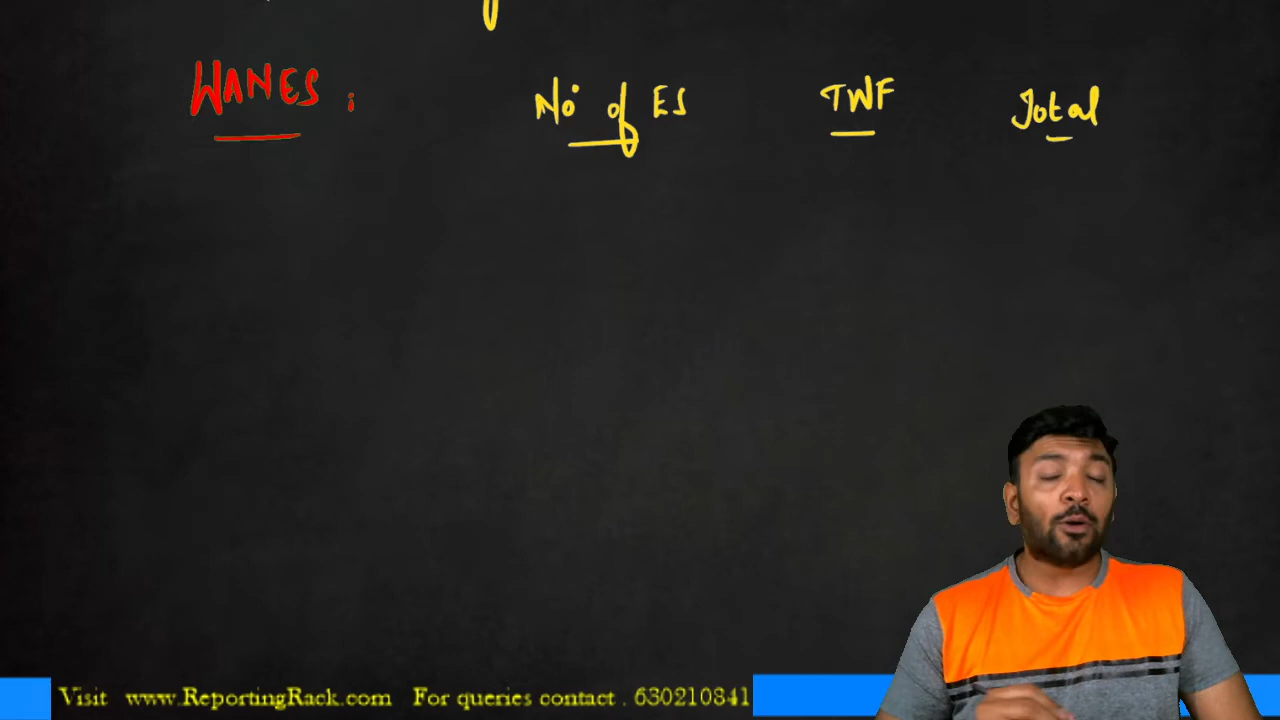 WANES : No of ES TWF Total
Visit www.ReportingRack.com For queries contact . 630210841